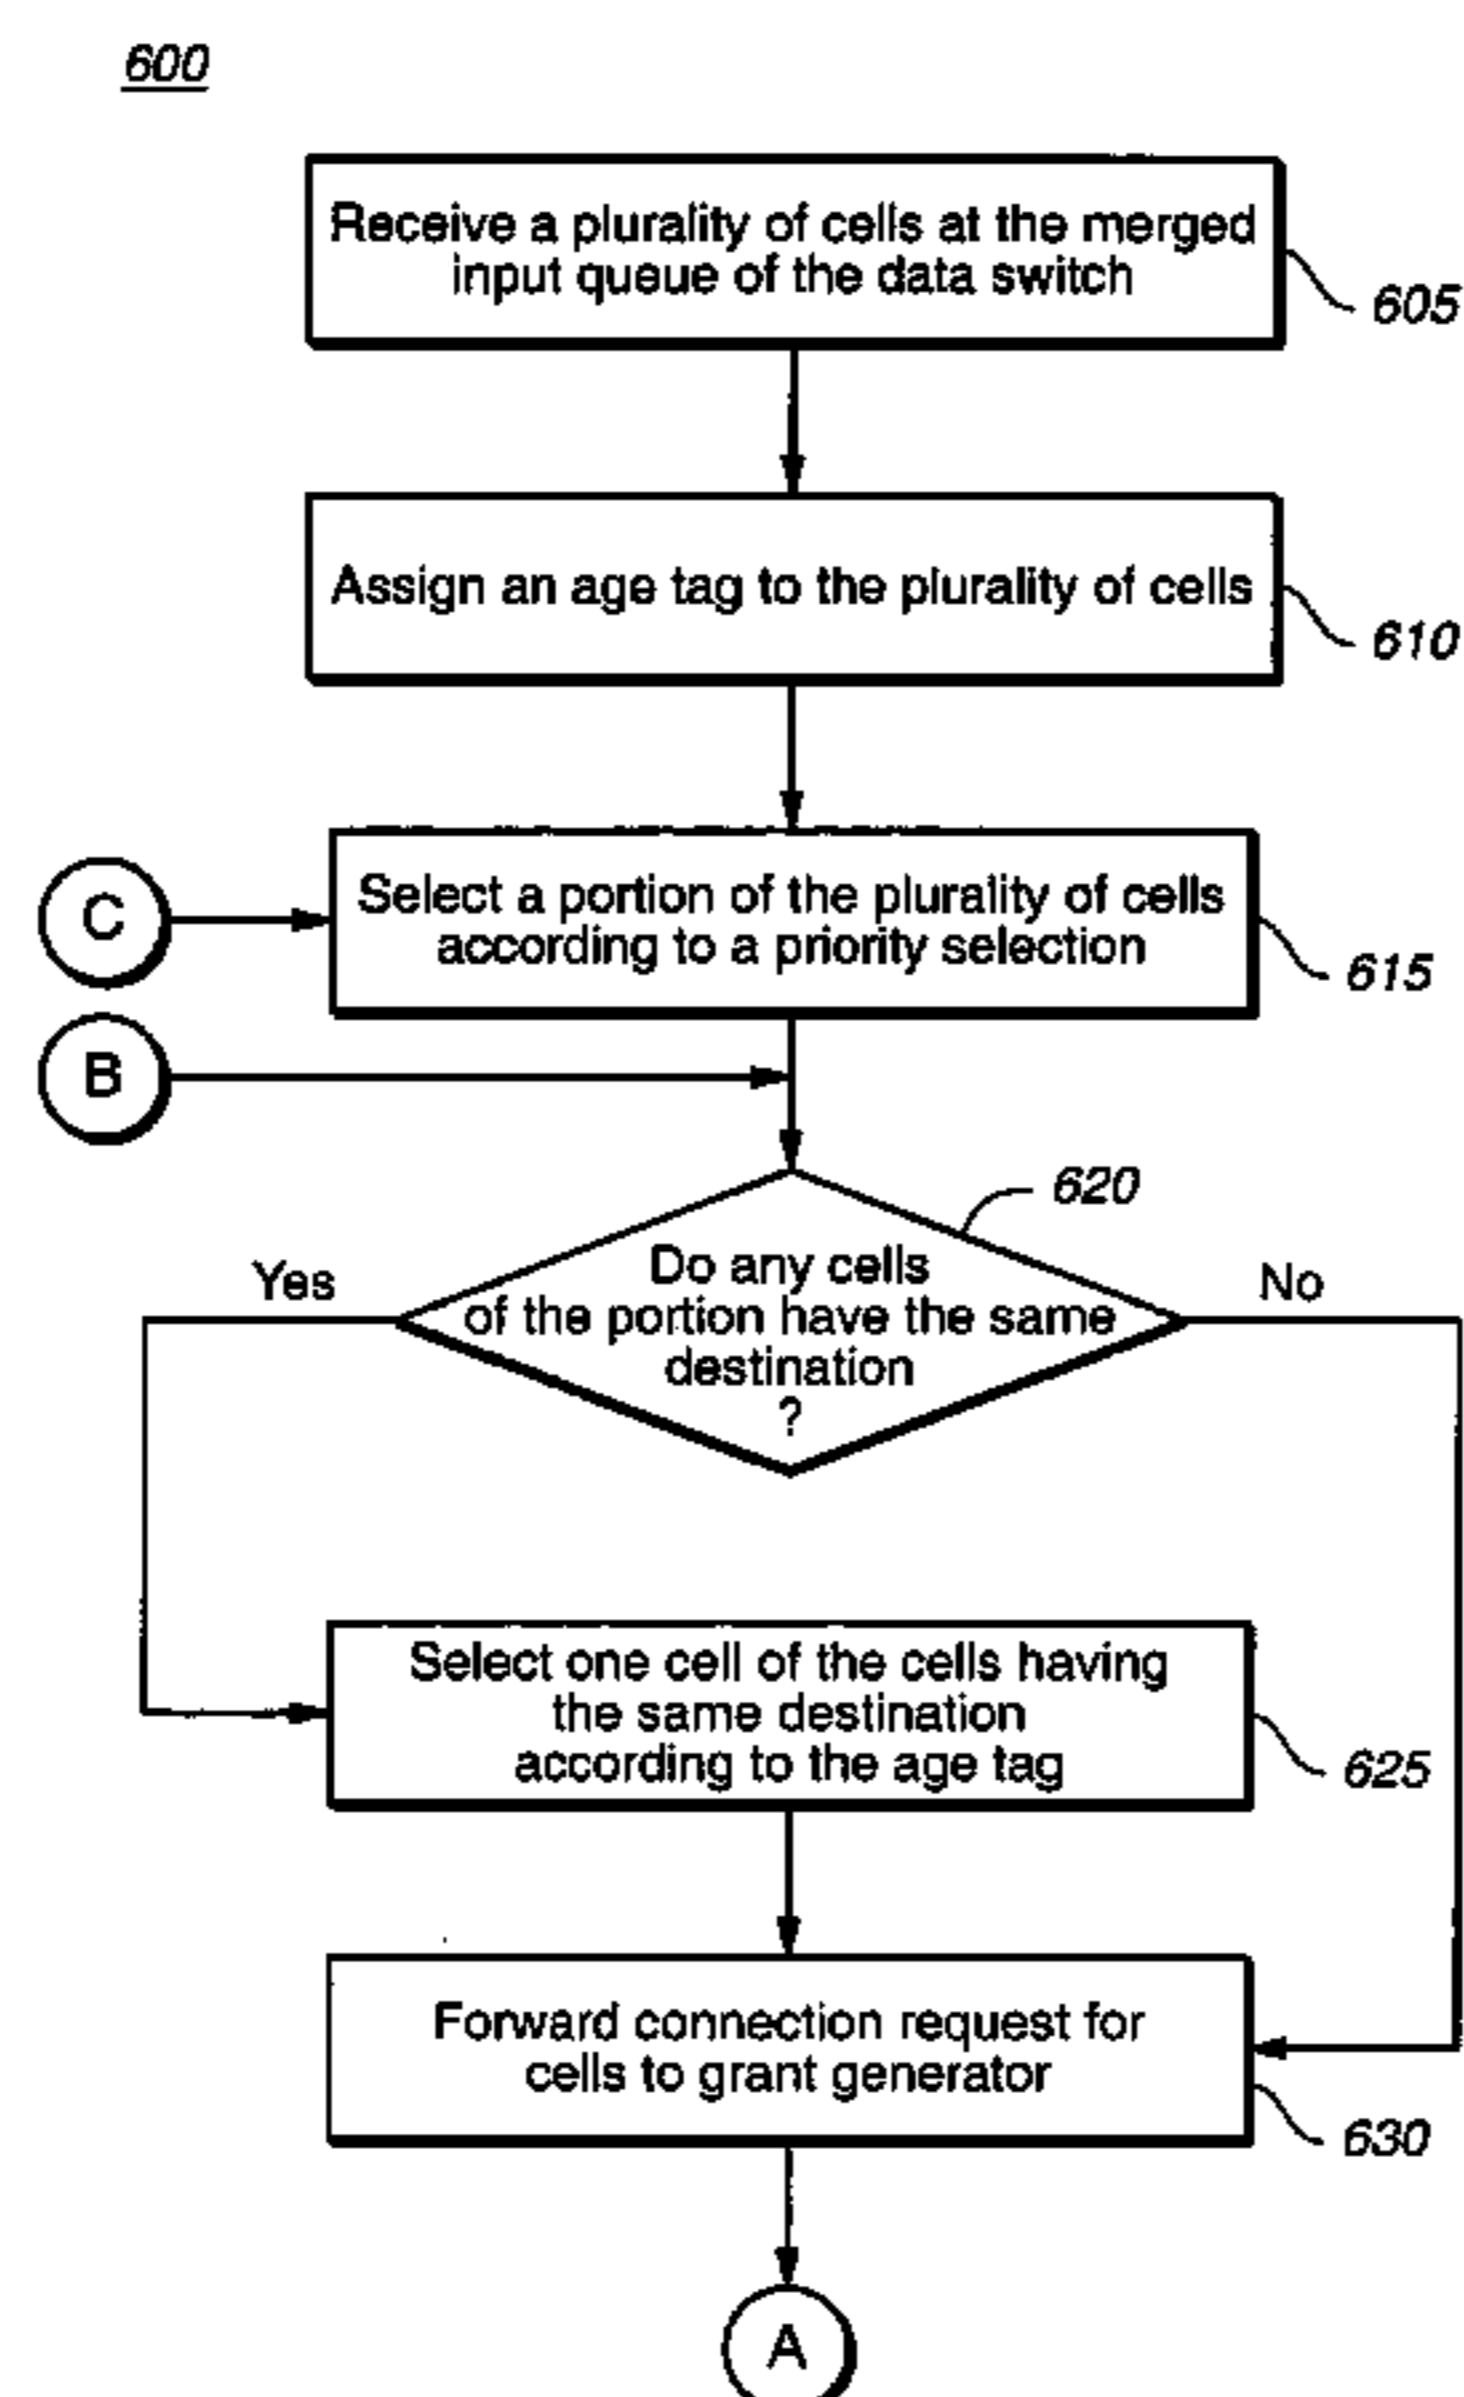 600
Receive a plurality of cells at the merged
input queue of the data switch
605
Assign an age tag to the plurality of cells
610
C
Select a portion of the plurality of cells
according to a priority selection
615
B
620
Do any cells
of the portion have the same
destination
?
Yes
No
Select one cell of the cells having
the same destination
according to the age tag
625
Forward connection request for
cells to grant generator
630
A